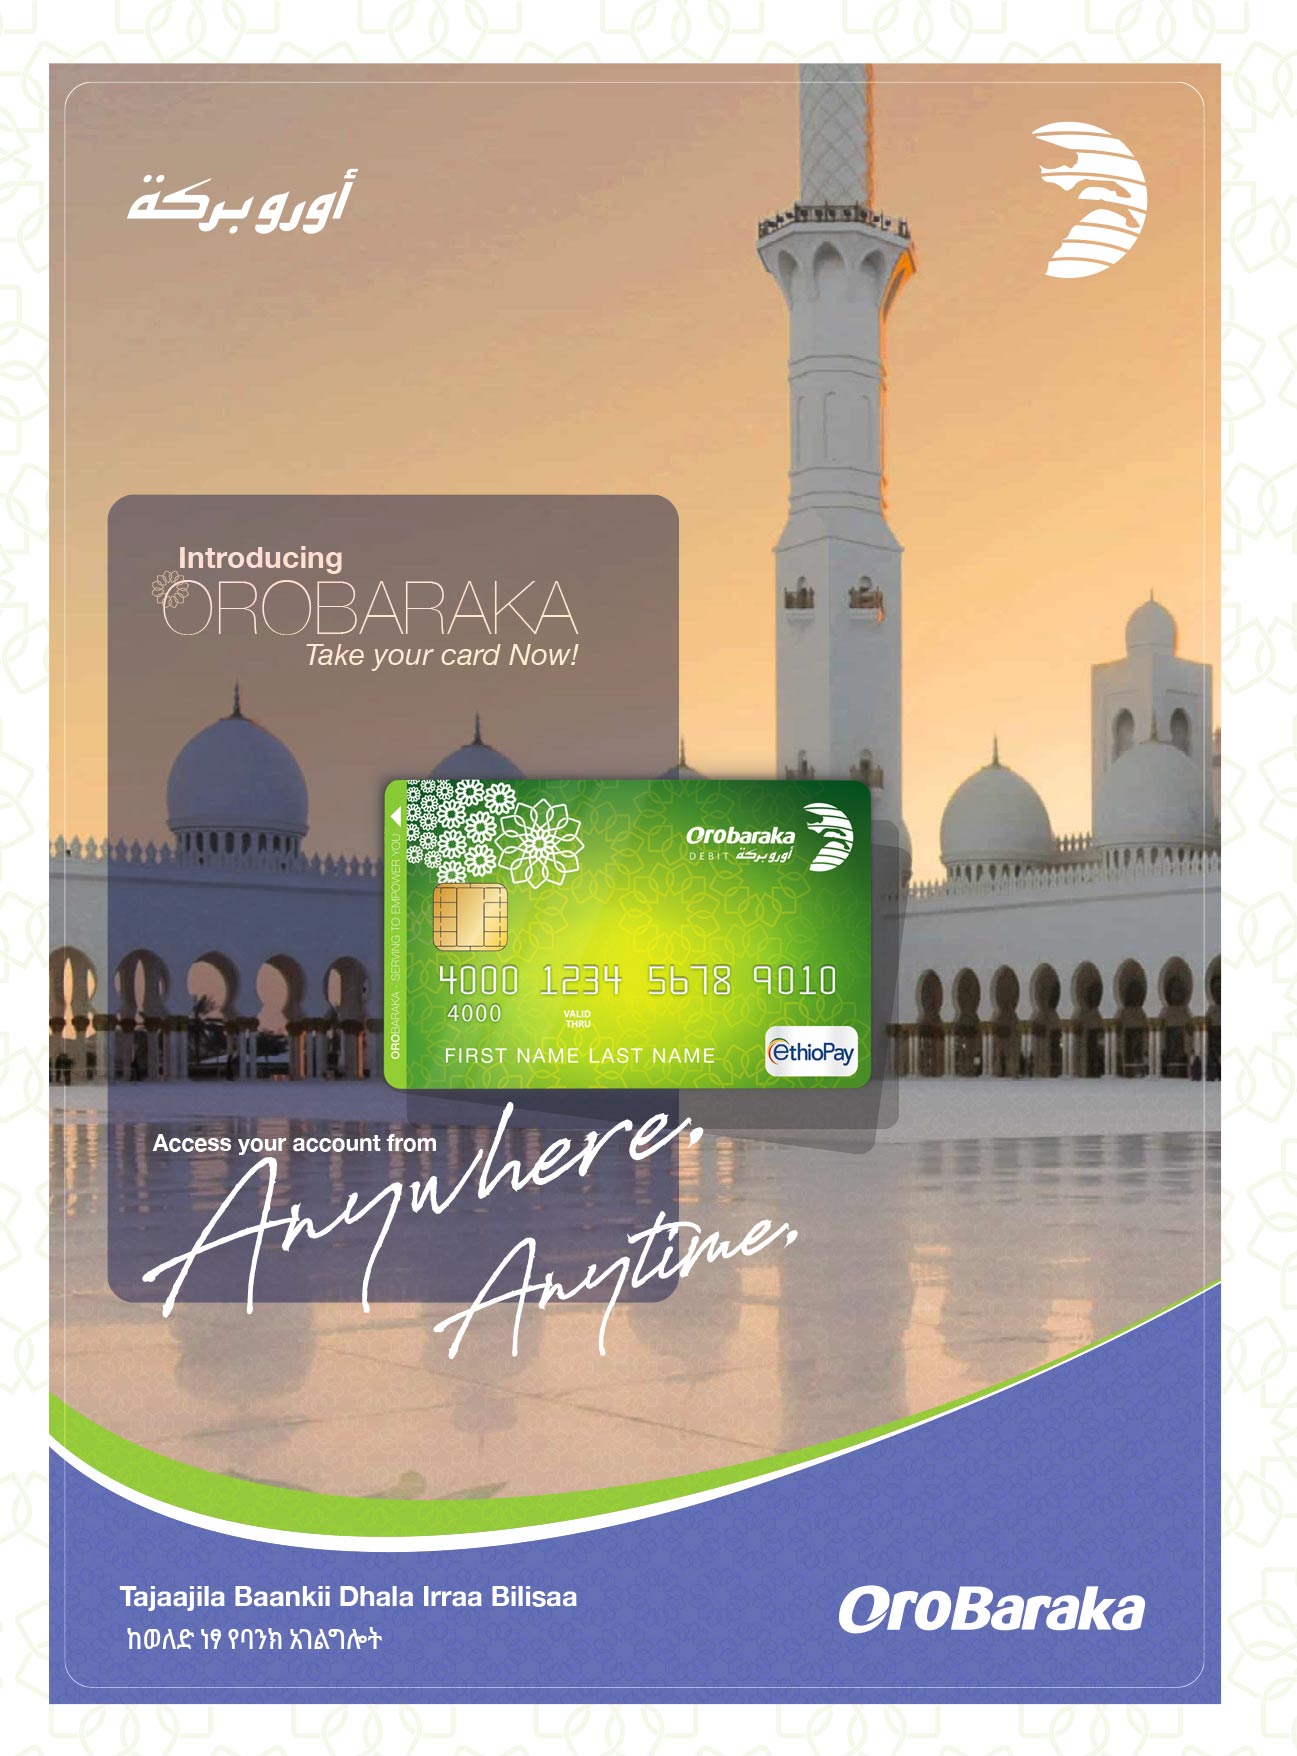 أورو بركة
Introducing
OROBARAKA
Take your card Now!
Orobaraka
DEBIT أورو بركة
OROBARAKA - SERVING TO EMPOWER YOU
4000 1234 5678 9010
4000
VALID
THRU
FIRST NAME LAST NAME
ethioPay
Access your account from
Anywhere,
Anytime,
Tajaajila Baankii Dhala Irraa Bilisaa
ከወለድ ነፃ የባንክ አገልግሎት
OroBaraka